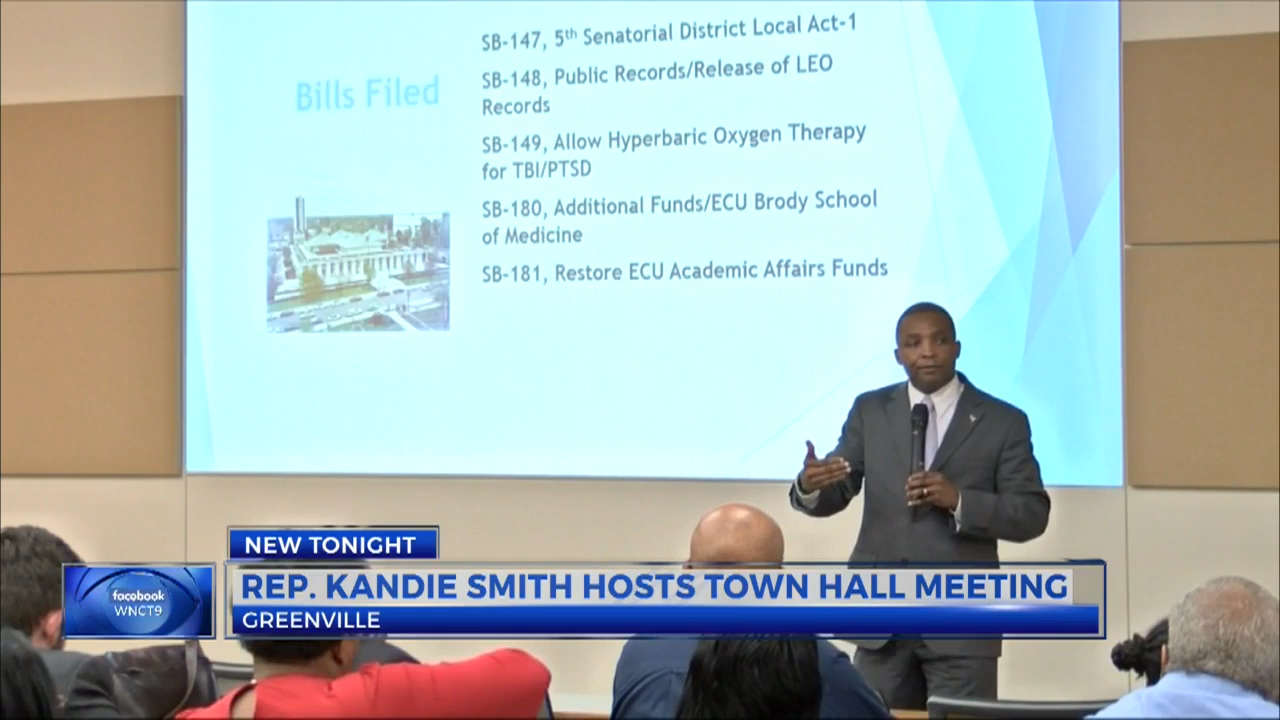 Bills Filed
SB-147, 5th Senatorial District Local Act-1
SB-148, Public Records/Release of LEO
Records
SB-149, Allow Hyperbaric Oxygen Therapy
for TBI/PTSD
SB-180, Additional Funds/ECU Brody School
of Medicine
SB-181, Restore ECU Academic Affairs Funds
NEW TONIGHT
REP. KANDIE SMITH HOSTS TOWN HALL MEETING
GREENVILLE
facebook
WNCT9